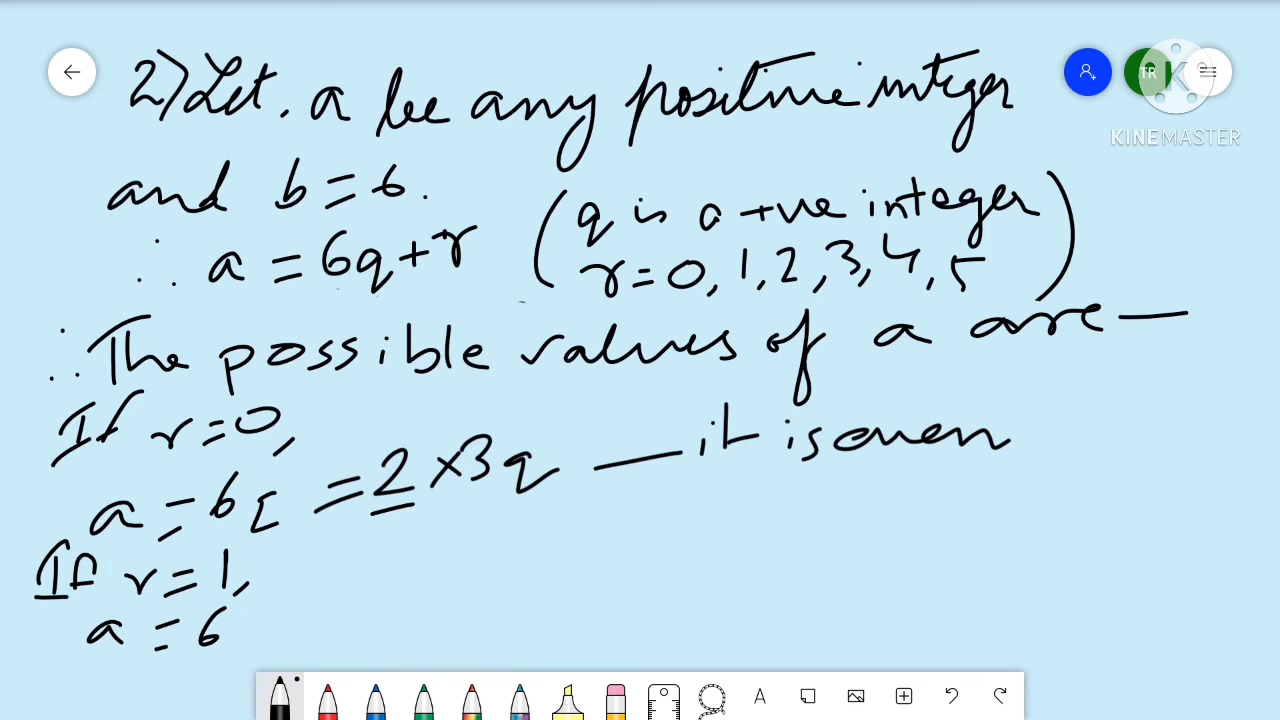 2) Let, a be any positive integer
and b = 6.
∴ a = 6q + r (q is a +ve integer
r = 0, 1, 2, 3, 4, 5)
∴ The possible values of a are —
If r = 0,
a = 6q = 2 × 3q — it is even
If r = 1,
a = 6
TR
K
KINEMASTER
A